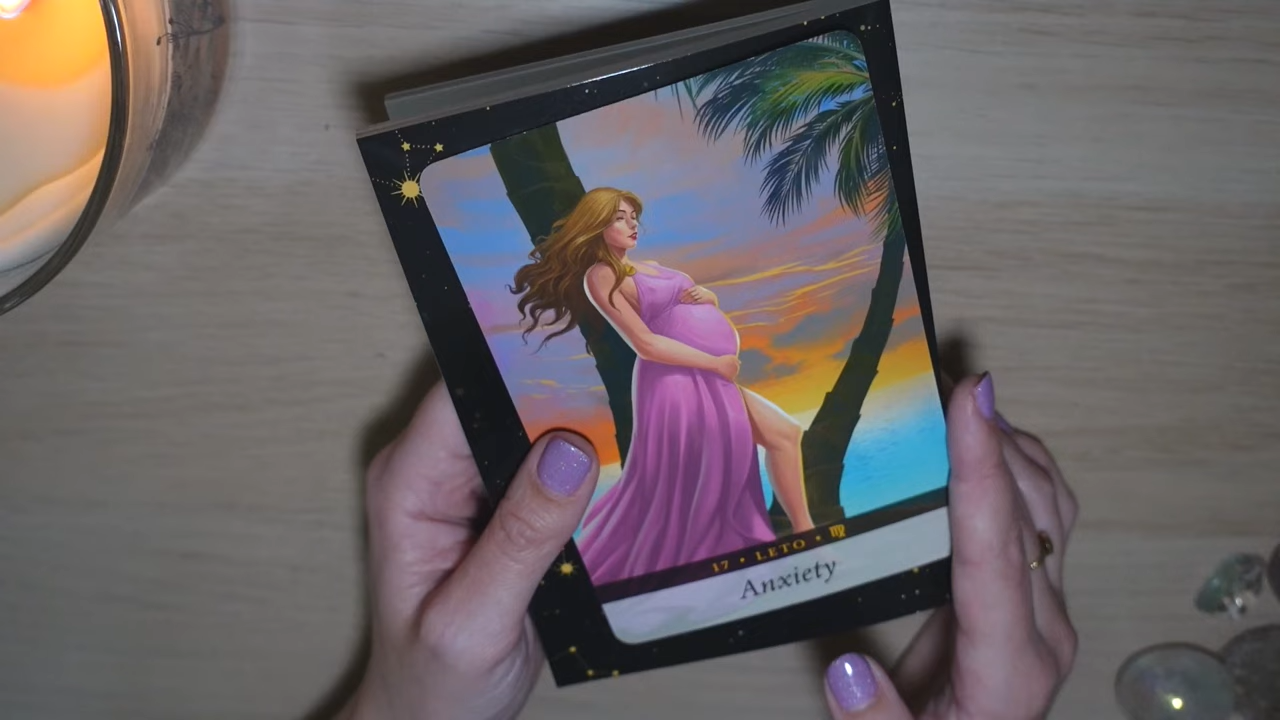 17 • LETO • ♍
Anxiety